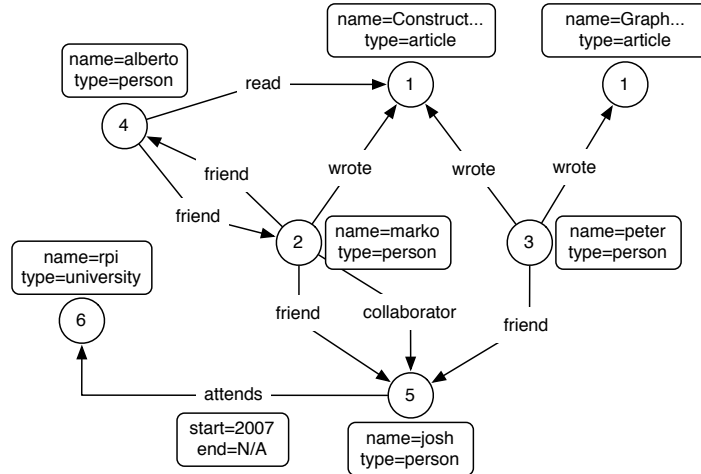 name=Construct...
type=article
name=Graph...
type=article
name=alberto
type=person
read
1
1
4
friend
wrote
wrote
wrote
friend
name=rpi
type=university
2
name=marko
type=person
3
name=peter
type=person
6
friend
collaborator
friend
attends
5
start=2007
end=N/A
name=josh
type=person